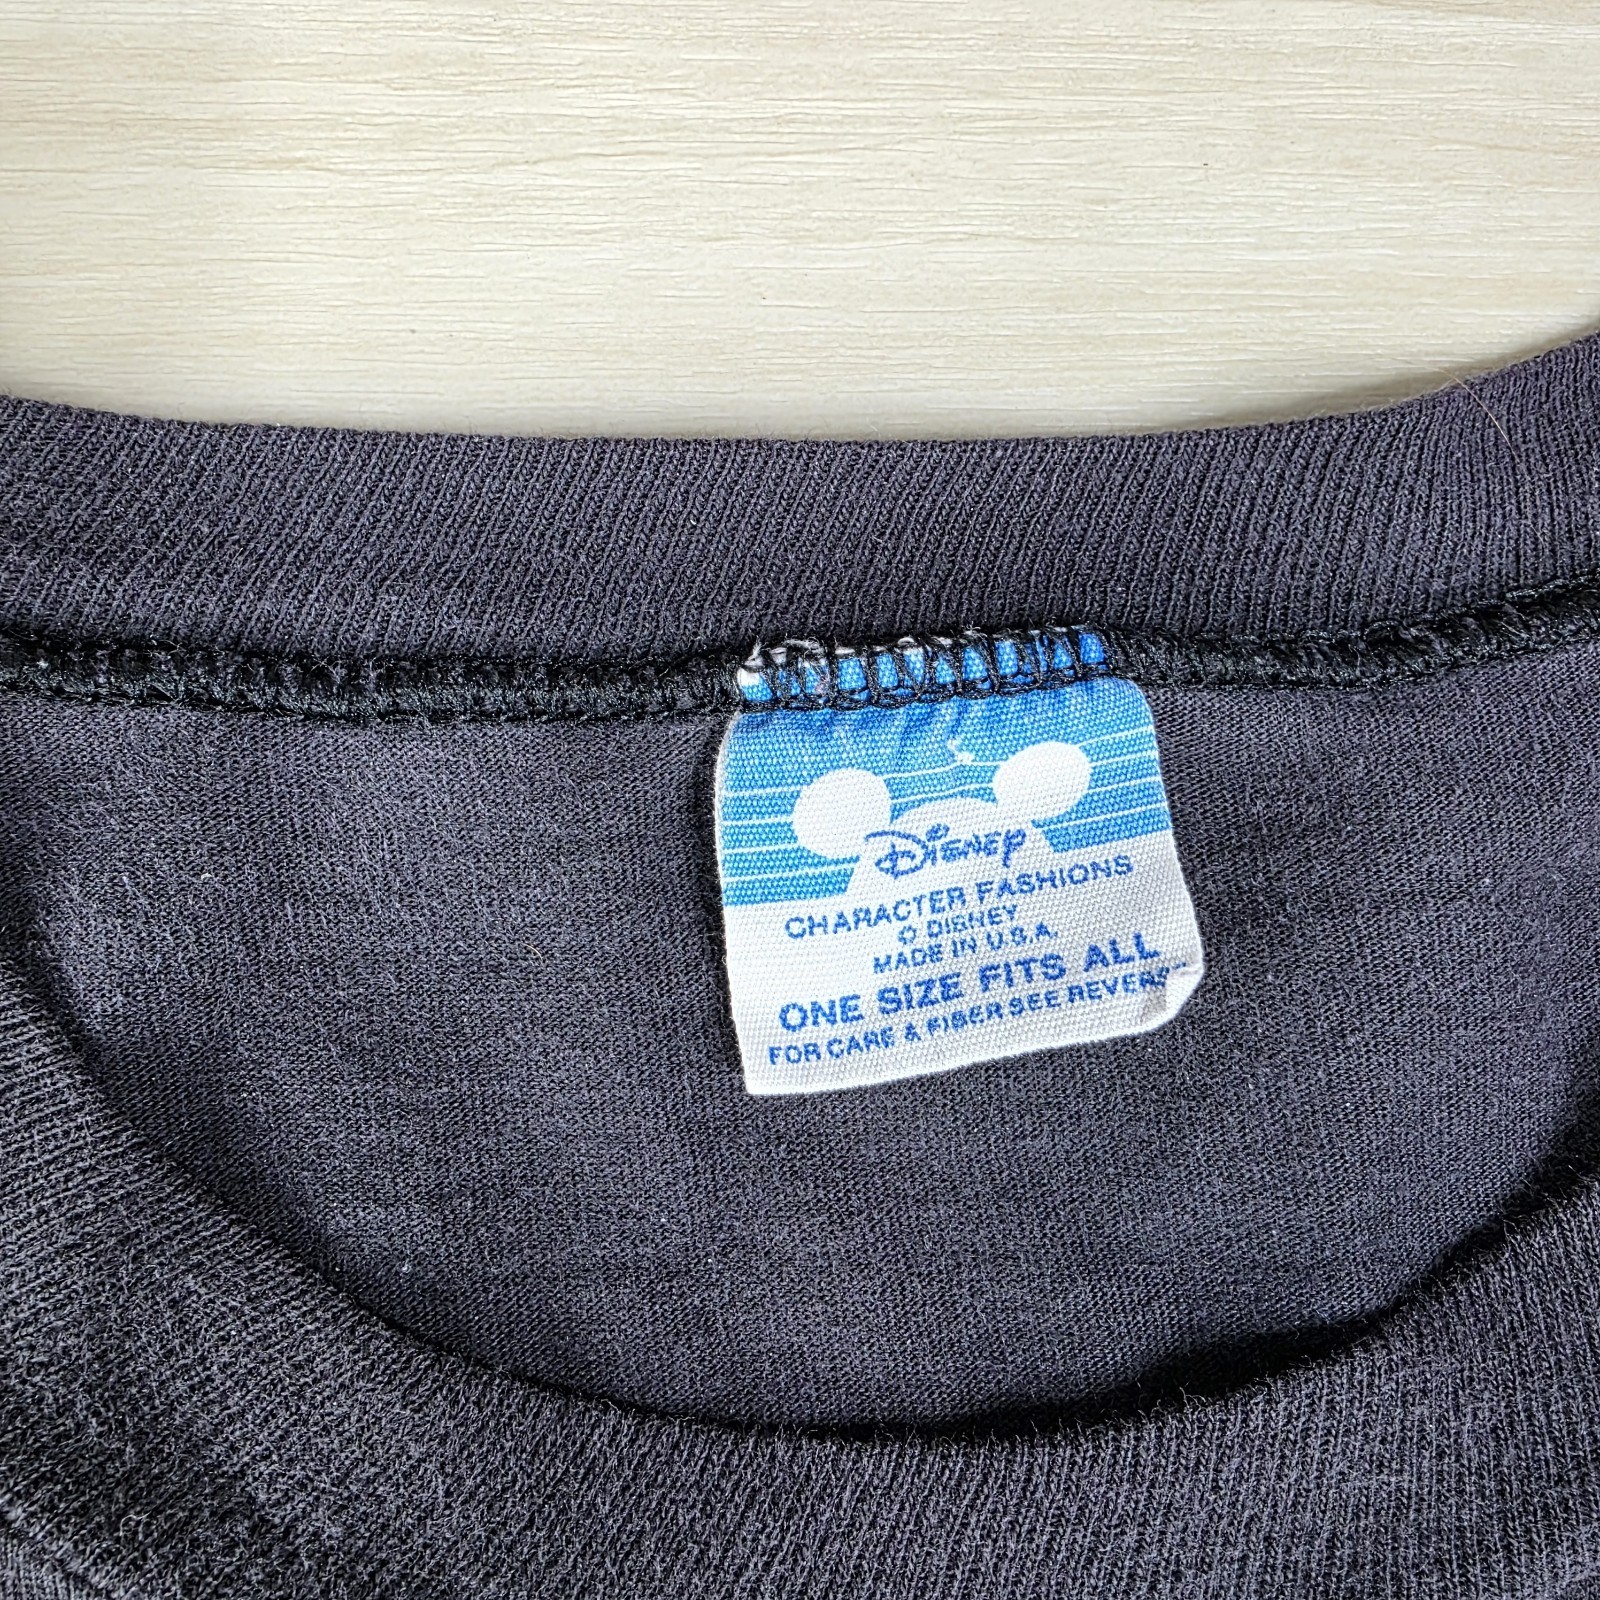 Disney
CHARACTER FASHIONS
© DISNEY
MADE IN U.S.A.
ONE SIZE FITS ALL
FOR CARE & FIBER SEE REVERSE